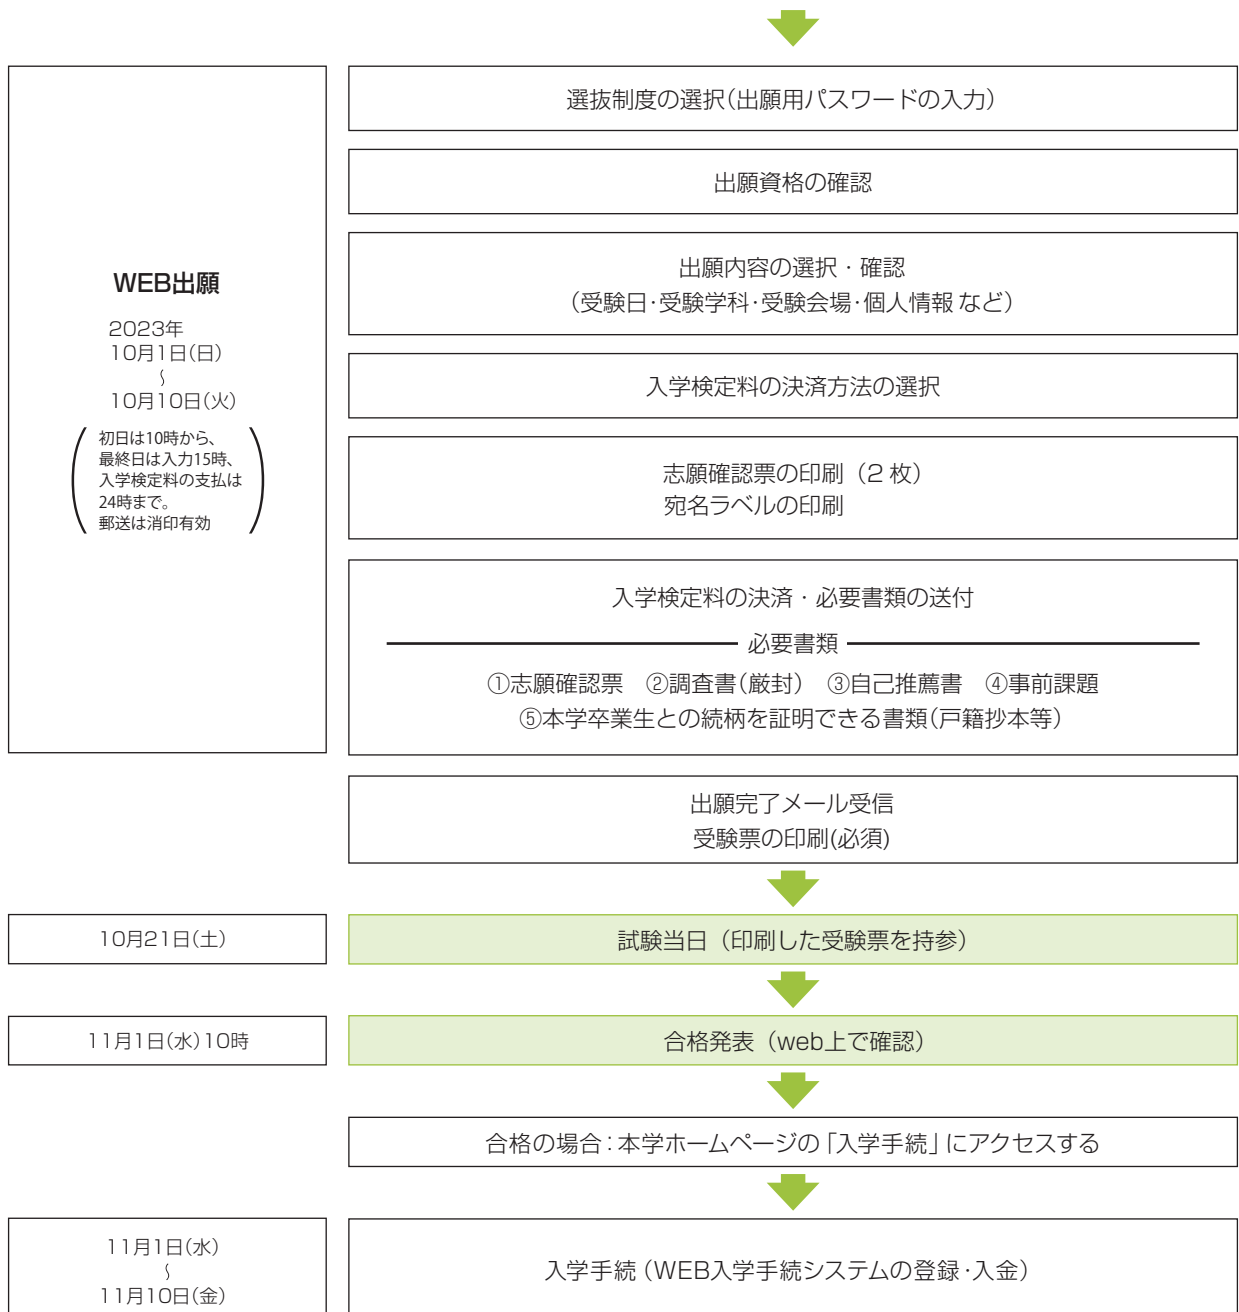 選抜制度の選択（出願用パスワードの入力）
出願資格の確認
WEB出願
2023年
10月1日（日）
〜
10月10日（火）
初日は10時から、
最終日は入力15時、
入学検定料の支払は
24時まで。
郵送は消印有効
出願内容の選択・確認
（受験日・受験学科・受験会場・個人情報 など）
入学検定料の決済方法の選択
志願確認票の印刷（2 枚）
宛名ラベルの印刷
入学検定料の決済・必要書類の送付
必要書類
①志願確認票　②調査書（厳封）　③自己推薦書　④事前課題
⑤本学卒業生との続柄を証明できる書類（戸籍抄本等）
出願完了メール受信
受験票の印刷(必須)
10月21日（土）
試験当日（印刷した受験票を持参）
11月1日（水）10時
合格発表（web上で確認）
合格の場合：本学ホームページの「入学手続」にアクセスする
11月1日（水）
〜
11月10日（金）
入学手続（WEB入学手続システムの登録・入金）